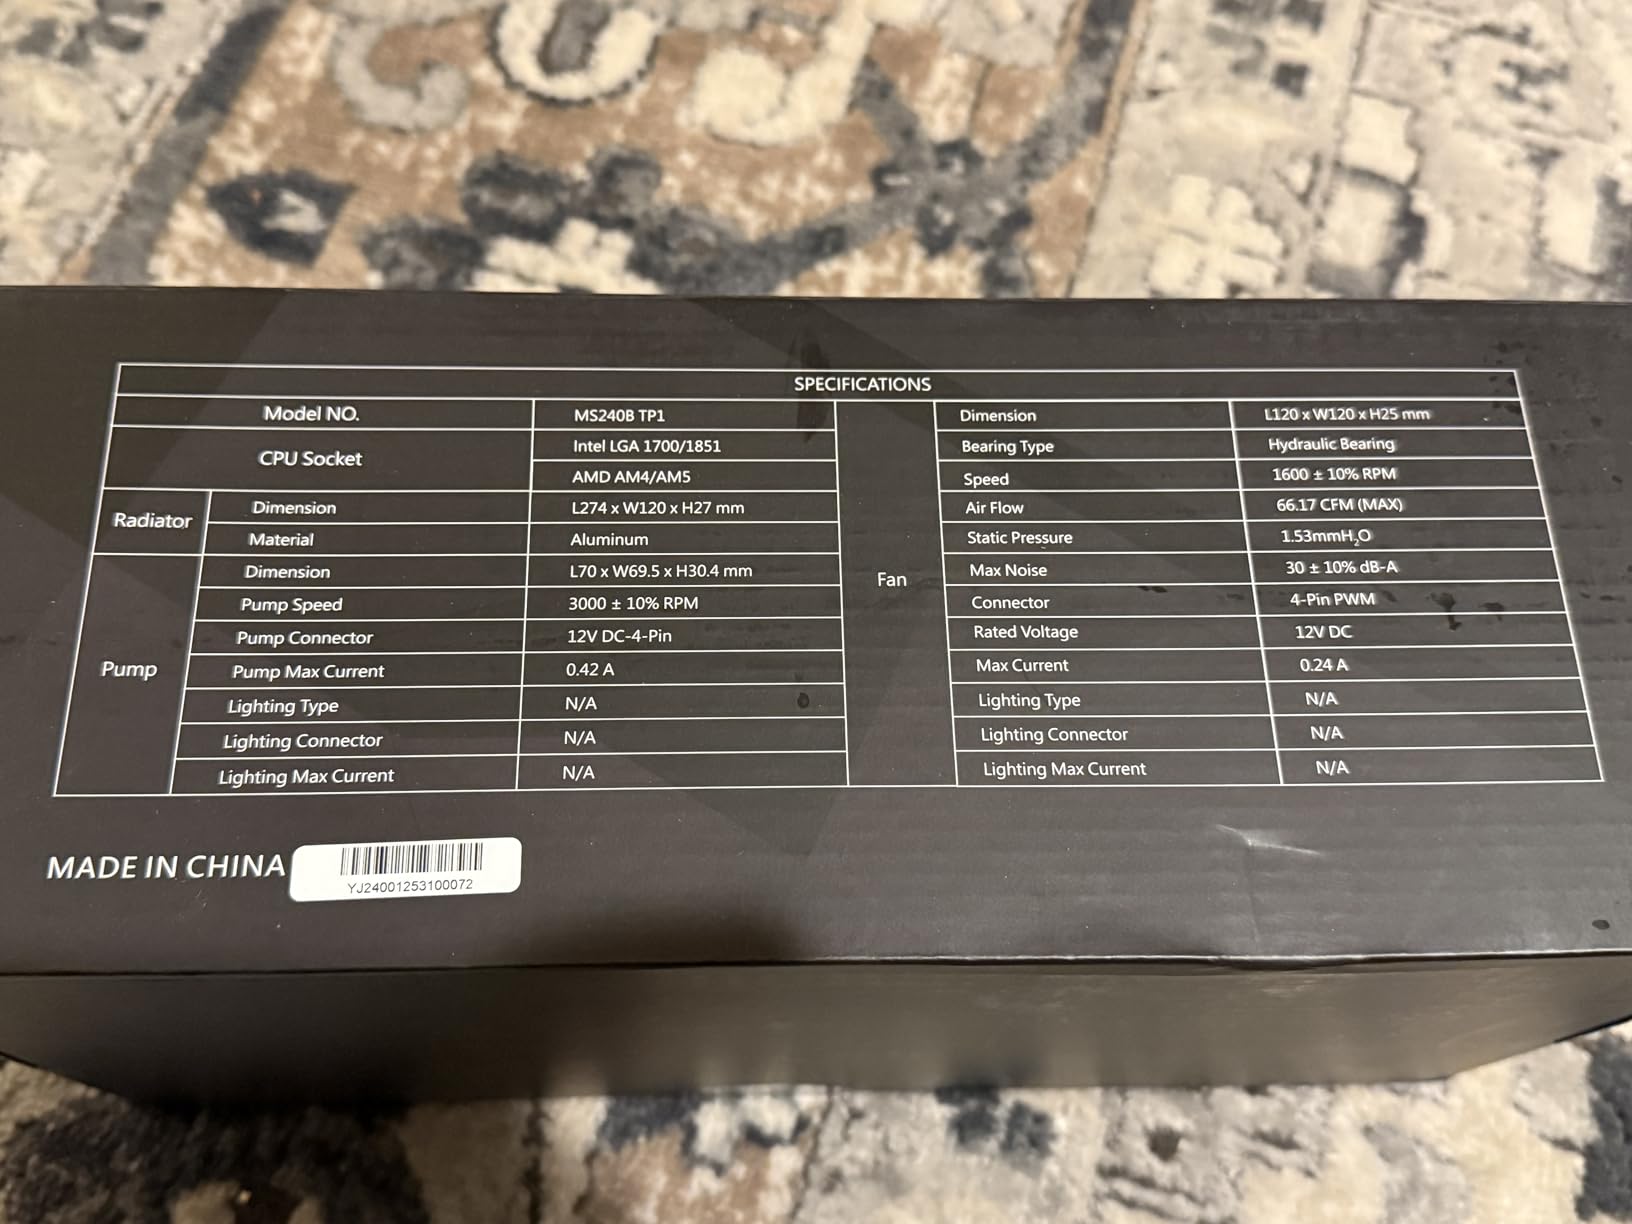 SPECIFICATIONS
Model NO. MS240B TP1
CPU Socket Intel LGA 1700/1851
AMD AM4/AM5
Radiator Dimension L274 x W120 x H27 mm
Material Aluminum
Pump Dimension L70 x W69.5 x H30.4 mm
Pump Speed 3000 ± 10% RPM
Pump Connector 12V DC-4-Pin
Pump Max Current 0.42 A
Lighting Type N/A
Lighting Connector N/A
Lighting Max Current N/A
Fan Dimension L120 x W120 x H25 mm
Bearing Type Hydraulic Bearing
Speed 1600 ± 10% RPM
Air Flow 66.17 CFM (MAX)
Static Pressure 1.53mmH₂O
Max Noise 30 ± 10% dB-A
Connector 4-Pin PWM
Rated Voltage 12V DC
Max Current 0.24 A
Lighting Type N/A
Lighting Connector N/A
Lighting Max Current N/A
MADE IN CHINA
YJ24001253100072